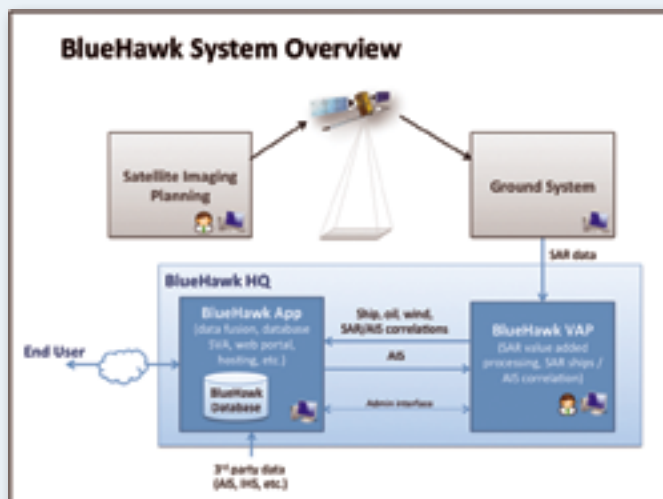 BlueHawk System Overview
Satellite Imaging
Planning
Ground System
SAR data
BlueHawk HQ
BlueHawk App
(data fusion, database
SVA, web portal,
hosting, etc.)
BlueHawk
Database
Ship, oil, wind,
SAR/AIS correlations
AIS
Admin interface
BlueHawk VAP
(SAR value added
processing, SAR ships /
AIS correlation)
End User
3rd party data
(AIS, IHS, etc.)